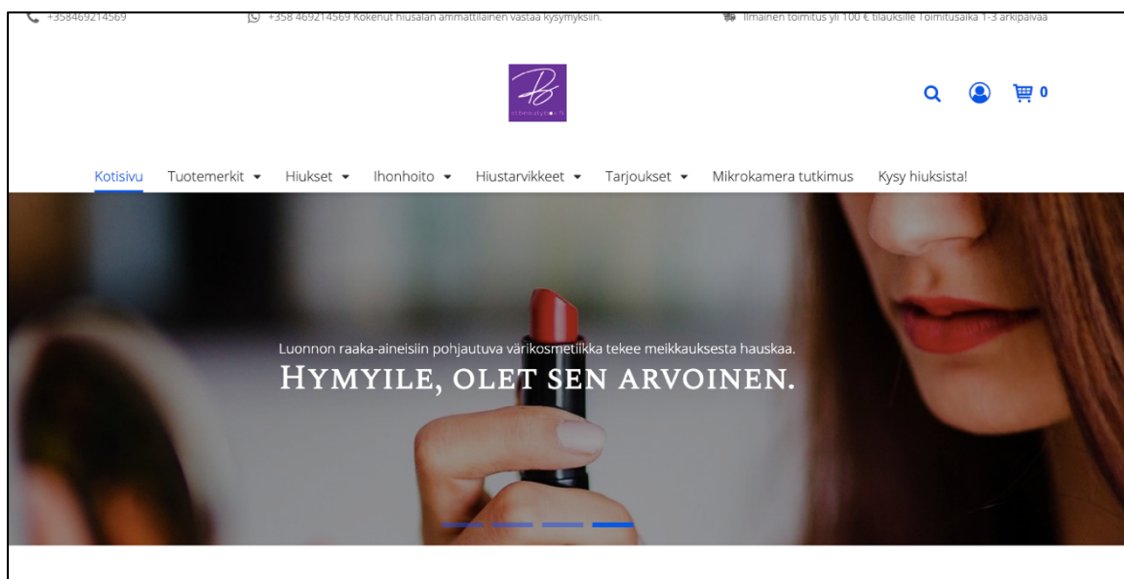 +358469214569
+358 469214569 Kokenut hiusalan ammattilainen vastaa kysymyksiin.
Ilmainen toimitus yli 100 € tilauksille Toimitusaika 1-3 arkipäivää
B
0
Kotisivu Tuotemerkit Hiukset Ihonhoito Hiustarvikkeet Tarjoukset Mikrokamera tutkimus Kysy hiuksista!
Luonnon raaka-aineisiin pohjautuva värikosmetiikka tekee meikkauksesta hauskaa.
HYMYILE, OLET SEN ARVOINEN.